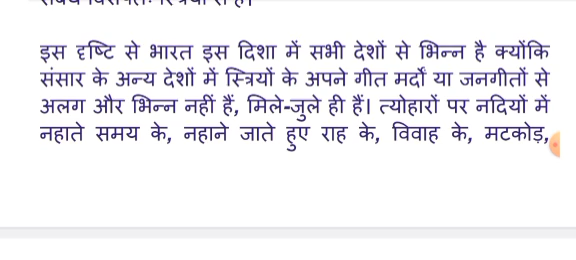 इस दृष्टि से भारत इस दिशा में सभी देशों से भिन्न है क्योंकि
संसार के अन्य देशों में स्त्रियों के अपने गीत मर्दों या जनगीतों से
अलग और भिन्न नहीं हैं, मिले-जुले ही हैं। त्योहारों पर नदियों में
नहाते समय के, नहाने जाते हुए राह के, विवाह के, मटकोड़,